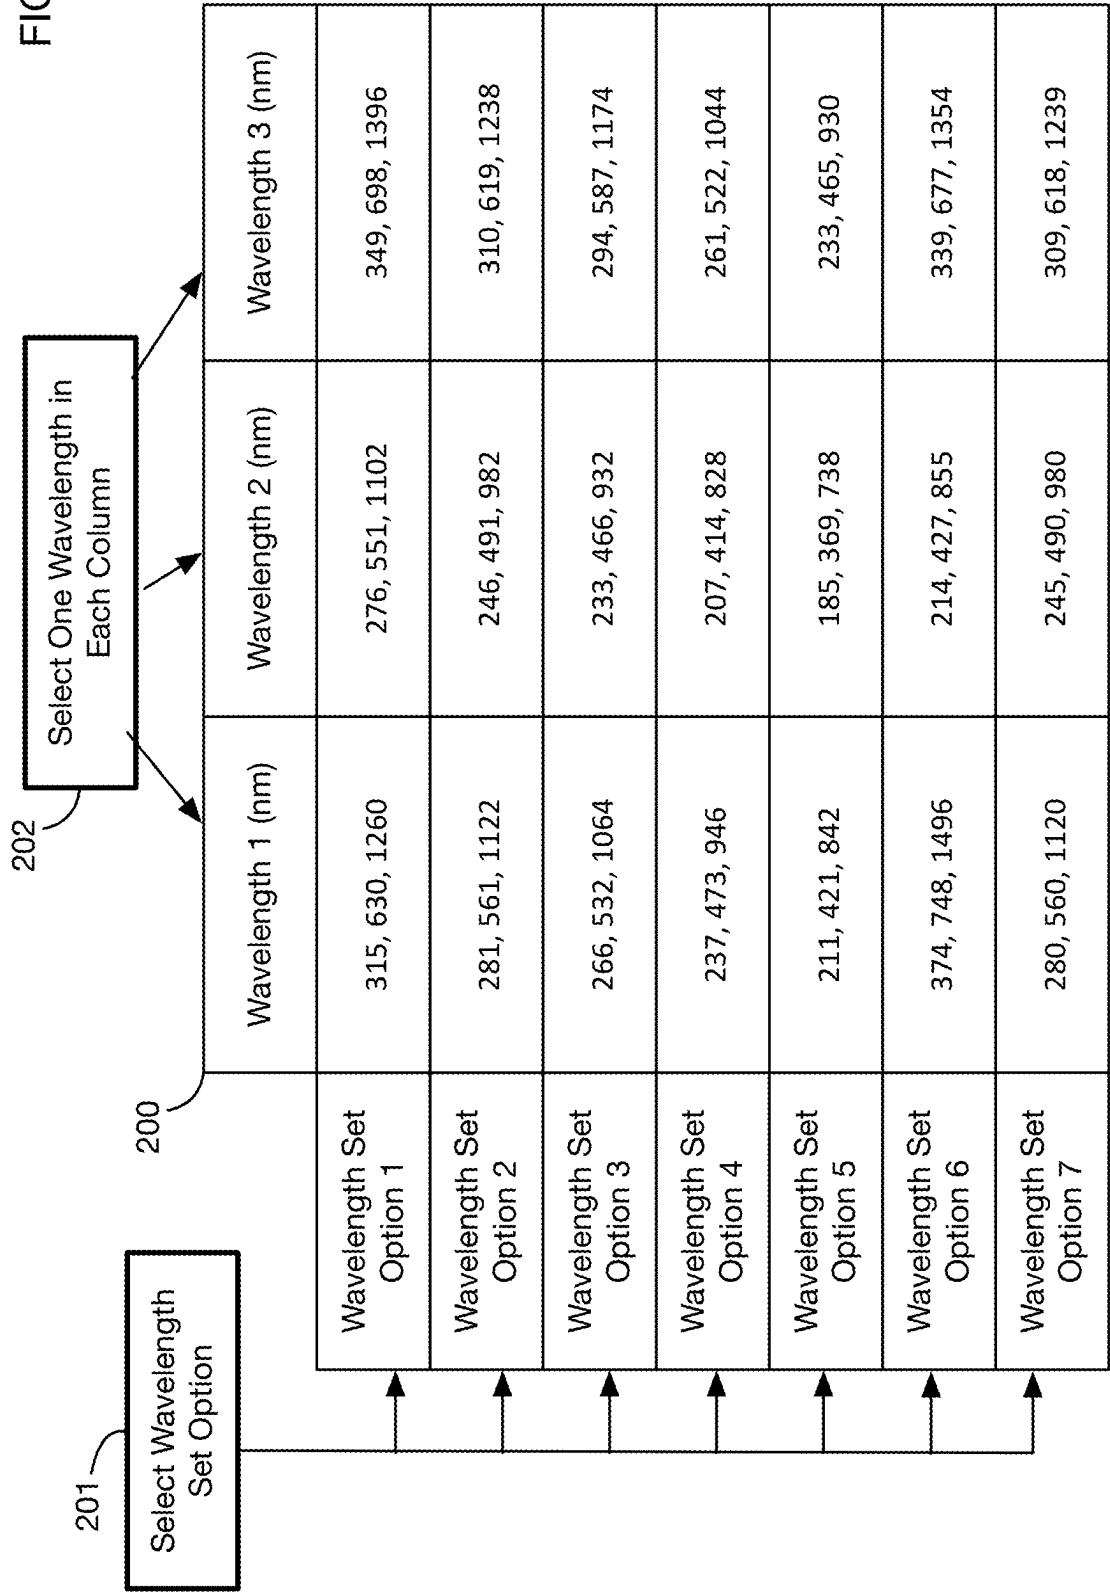 FIG
202
Select One Wavelength in
Each Column
201
Select Wavelength
Set Option
200
Wavelength 1 (nm)
Wavelength 2 (nm)
Wavelength 3 (nm)
Wavelength Set
Option 1
315, 630, 1260
276, 551, 1102
349, 698, 1396
Wavelength Set
Option 2
281, 561, 1122
246, 491, 982
310, 619, 1238
Wavelength Set
Option 3
266, 532, 1064
233, 466, 932
294, 587, 1174
Wavelength Set
Option 4
237, 473, 946
207, 414, 828
261, 522, 1044
Wavelength Set
Option 5
211, 421, 842
185, 369, 738
233, 465, 930
Wavelength Set
Option 6
374, 748, 1496
214, 427, 855
339, 677, 1354
Wavelength Set
Option 7
280, 560, 1120
245, 490, 980
309, 618, 1239